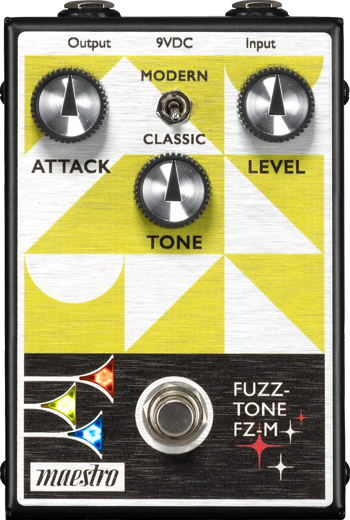 Output 9VDC Input
MODERN
CLASSIC
ATTACK LEVEL
TONE
FUZZ-
TONE
FZ-M
maestro